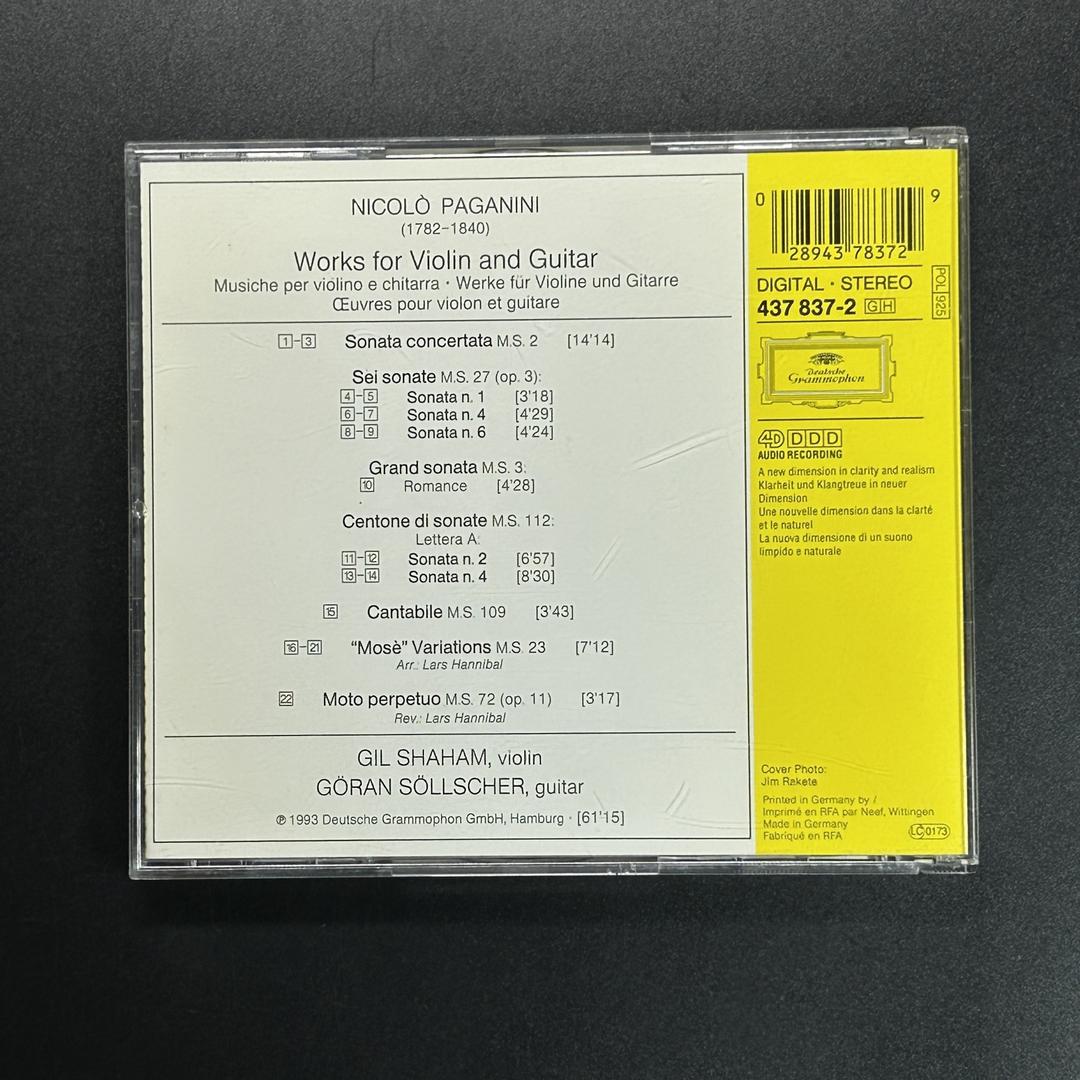 NICOLÒ PAGANINI
(1782–1840)
Works for Violin and Guitar
Musiche per violino e chitarra · Werke für Violine und Gitarre
Œuvres pour violon et guitare
1–3 Sonata concertata M.S. 2 [14'14]
Sei sonate M.S. 27 (op. 3):
4–5 Sonata n. 1 [3'18]
6–7 Sonata n. 4 [4'29]
8–9 Sonata n. 6 [4'24]
Grand sonata M.S. 3:
10 Romance [4'28]
Centone di sonate M.S. 112:
Lettera A:
11–12 Sonata n. 2 [6'57]
13–14 Sonata n. 4 [8'30]
15 Cantabile M.S. 109 [3'43]
16–21 “Mosè” Variations M.S. 23 [7'12]
Arr.: Lars Hannibal
22 Moto perpetuo M.S. 72 (op. 11) [3'17]
Rev.: Lars Hannibal
GIL SHAHAM, violin
GÖRAN SÖLLSCHER, guitar
℗ 1993 Deutsche Grammophon GmbH, Hamburg · [61'15]
0 28943 78372 9
DIGITAL · STEREO
437 837-2 GH
POL 925
Deutsche
Grammophon
4D DDD
AUDIO RECORDING
A new dimension in clarity and realism
Klarheit und Klangtreue in neuer
Dimension
Une nouvelle dimension dans la clarté
et le naturel
La nuova dimensione di un suono
limpido e naturale
Cover Photo:
Jim Rakete
Printed in Germany by /
Imprimé en RFA par Neef, Wittingen
Made in Germany
Fabriqué en RFA
LC 0173